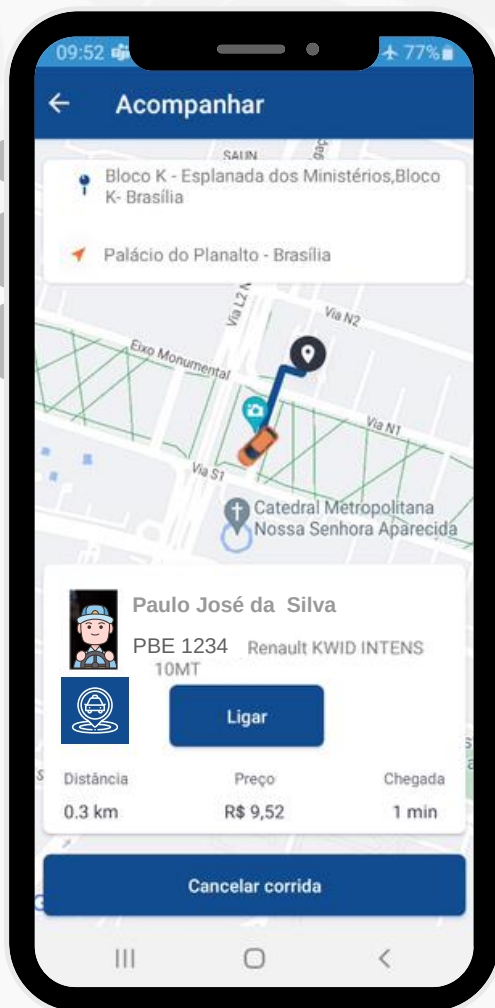 09:52
77%
Acompanhar
SAUN
Bloco K - Esplanada dos Ministérios,Bloco
K- Brasília
Palácio do Planalto - Brasília
Via L2 N
Via N2
Eixo Monumental
Via N1
Via S1
Catedral Metropolitana
Nossa Senhora Aparecida
Paulo José da Silva
PBE 1234 Renault KWID INTENS
10MT
Ligar
Distância Preço Chegada
0.3 km R$ 9,52 1 min
Cancelar corrida